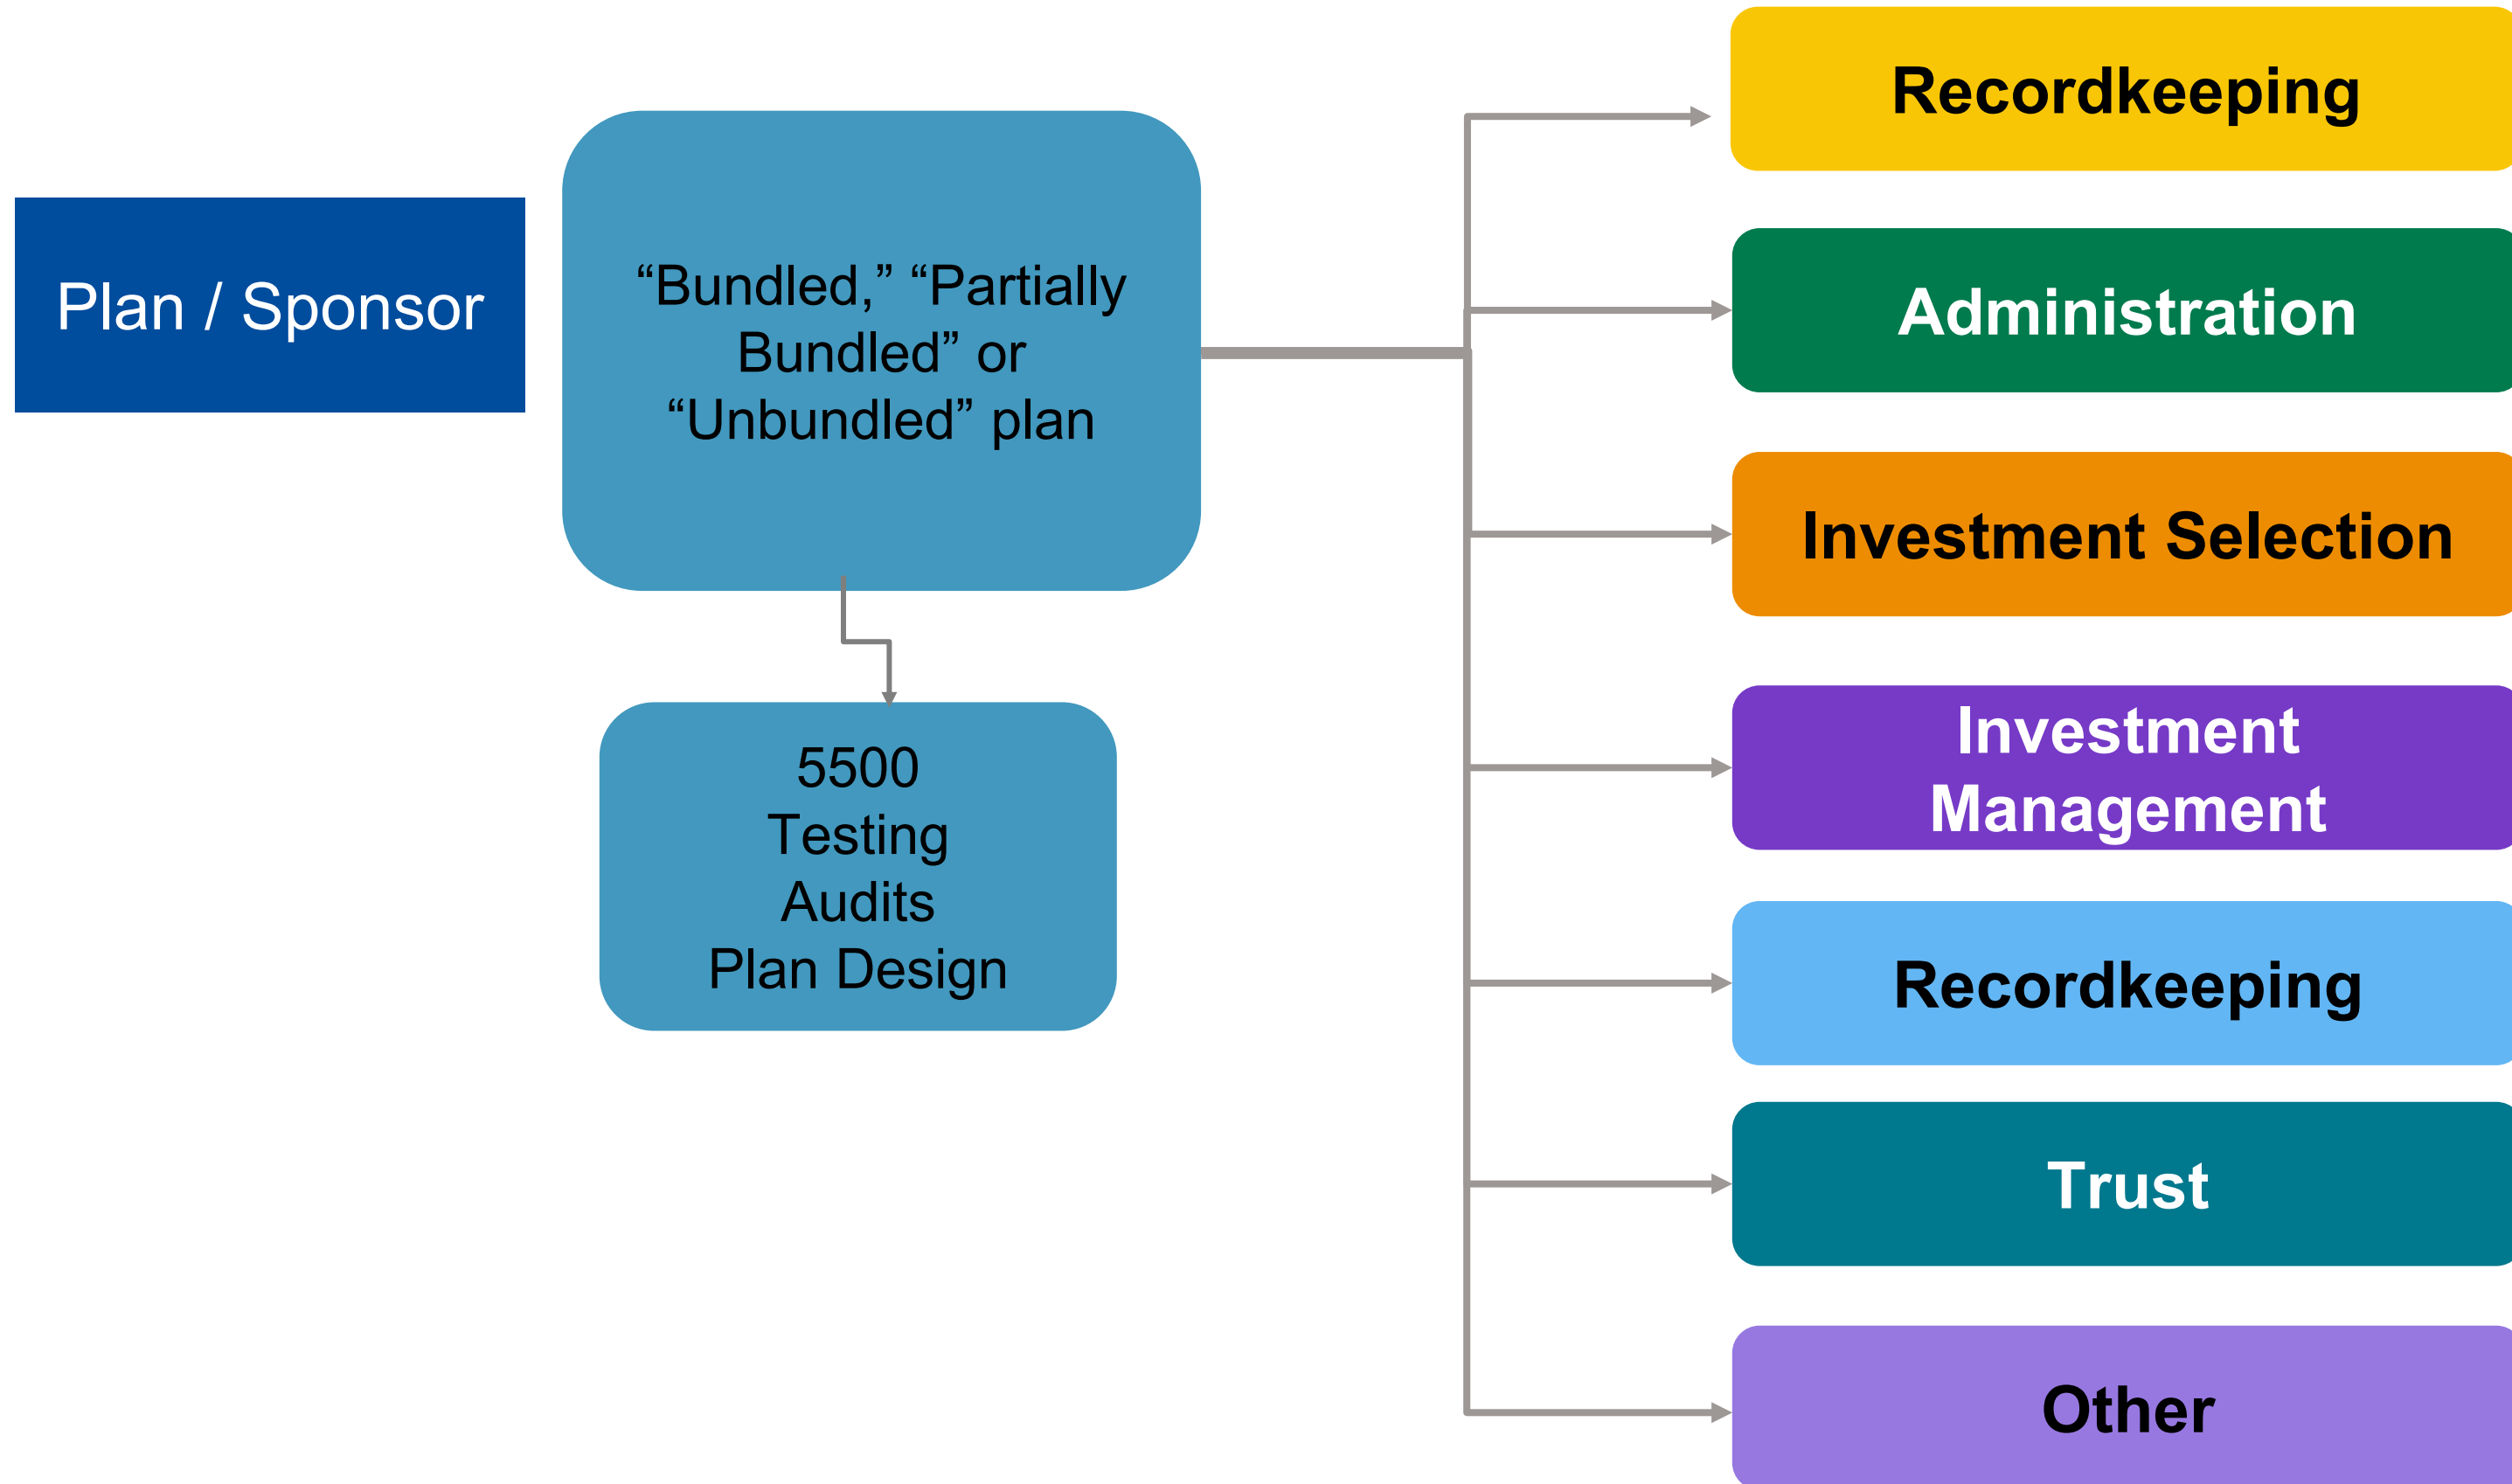 Plan / Sponsor
“Bundled,” “Partially
Bundled” or
“Unbundled” plan
5500
Testing
Audits
Plan Design
Recordkeeping
Administration
Investment Selection
Investment
Management
Recordkeeping
Trust
Other